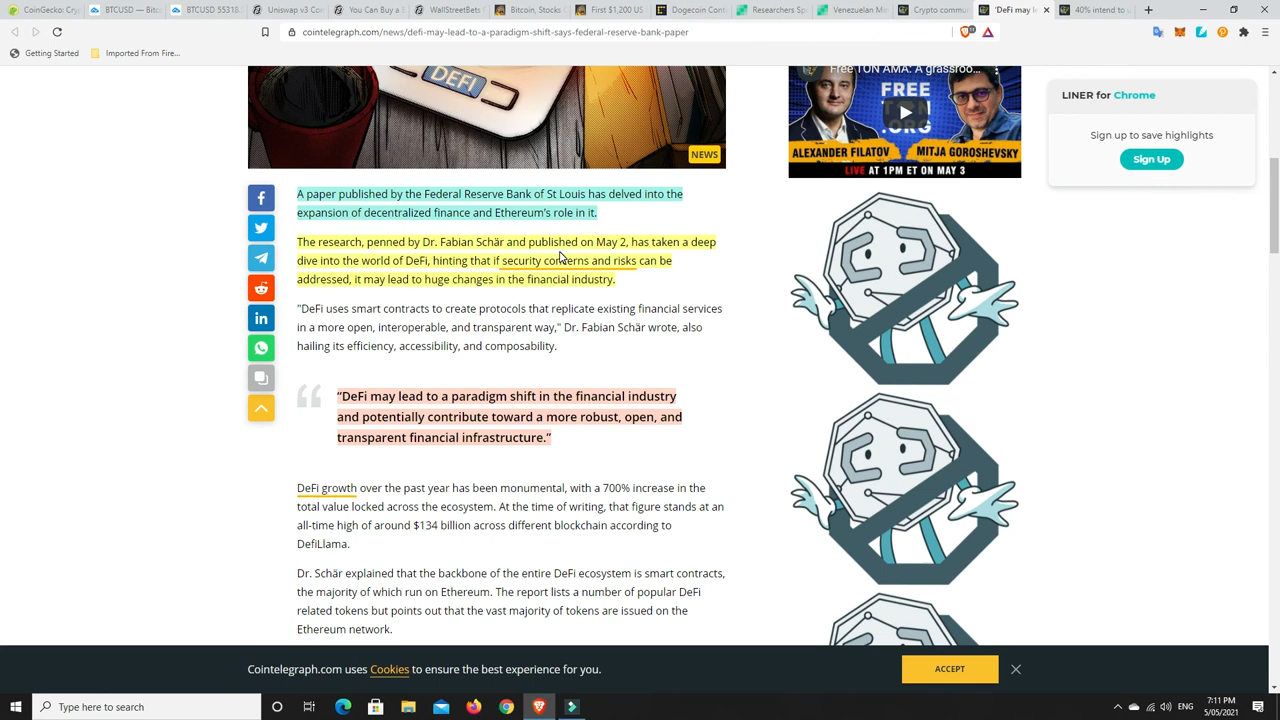 CoinGecko: Cryp
BTCUSD — Bitc
BTCUSD 55318.
Uniswap v3 Co
You Can Buy a l
WallStreetBets I
Bitcoin, Stocks (
First $1,200 US
Dogecoin Contr
Researchers Sp
Venezuelan Mir
Crypto commun
'DeFi may le
40% intend to u
cointelegraph.com/news/defi-may-lead-to-a-paradigm-shift-says-federal-reserve-bank-paper
Getting Started
Imported From Fire...
DEFI
NEWS
Free TON AMA: A grassroo...
FREE
TON
.ORG
ALEXANDER FILATOV
MITJA GOROSHEVSKY
LIVE AT 1PM ET ON MAY 3
LINER for Chrome
Sign up to save highlights
Sign Up
A paper published by the Federal Reserve Bank of St Louis has delved into the
expansion of decentralized finance and Ethereum's role in it.
The research, penned by Dr. Fabian Schär and published on May 2, has taken a deep
dive into the world of DeFi, hinting that if security concerns and risks can be
addressed, it may lead to huge changes in the financial industry.
"DeFi uses smart contracts to create protocols that replicate existing financial services
in a more open, interoperable, and transparent way," Dr. Fabian Schär wrote, also
hailing its efficiency, accessibility, and composability.
“DeFi may lead to a paradigm shift in the financial industry
and potentially contribute toward a more robust, open, and
transparent financial infrastructure.”
DeFi growth over the past year has been monumental, with a 700% increase in the
total value locked across the ecosystem. At the time of writing, that figure stands at an
all-time high of around $134 billion across different blockchain according to
DefiLlama.
Dr. Schär explained that the backbone of the entire DeFi ecosystem is smart contracts,
the majority of which run on Ethereum. The report lists a number of popular DeFi
related tokens but points out that the vast majority of tokens are issued on the
Ethereum network.
Cointelegraph.com uses Cookies to ensure the best experience for you.
ACCEPT
Type here to search
ENG
7:11 PM
5/05/2021